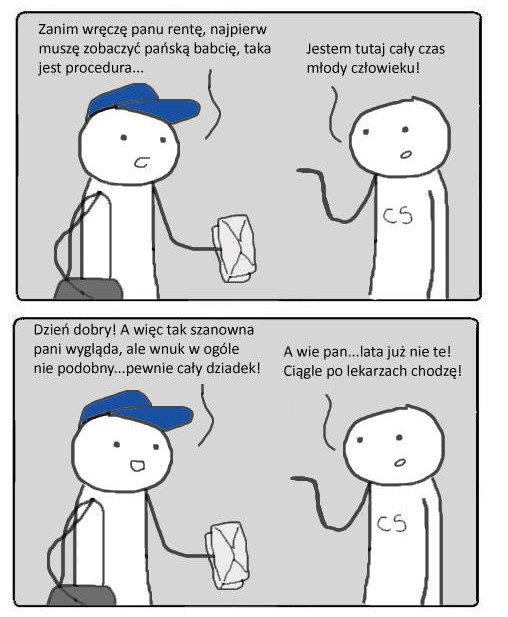 Zanim wręczę panu rentę, najpierw
muszę zobaczyć pańską babcię, taka
jest procedura...
Jestem tutaj cały czas
młody człowieku!
CS
Dzień dobry! A więc tak szanowna
pani wygląda, ale wnuk w ogóle
nie podobny...pewnie cały dziadek!
A wie pan...lata już nie te!
Ciągle po lekarzach chodzę!
CS